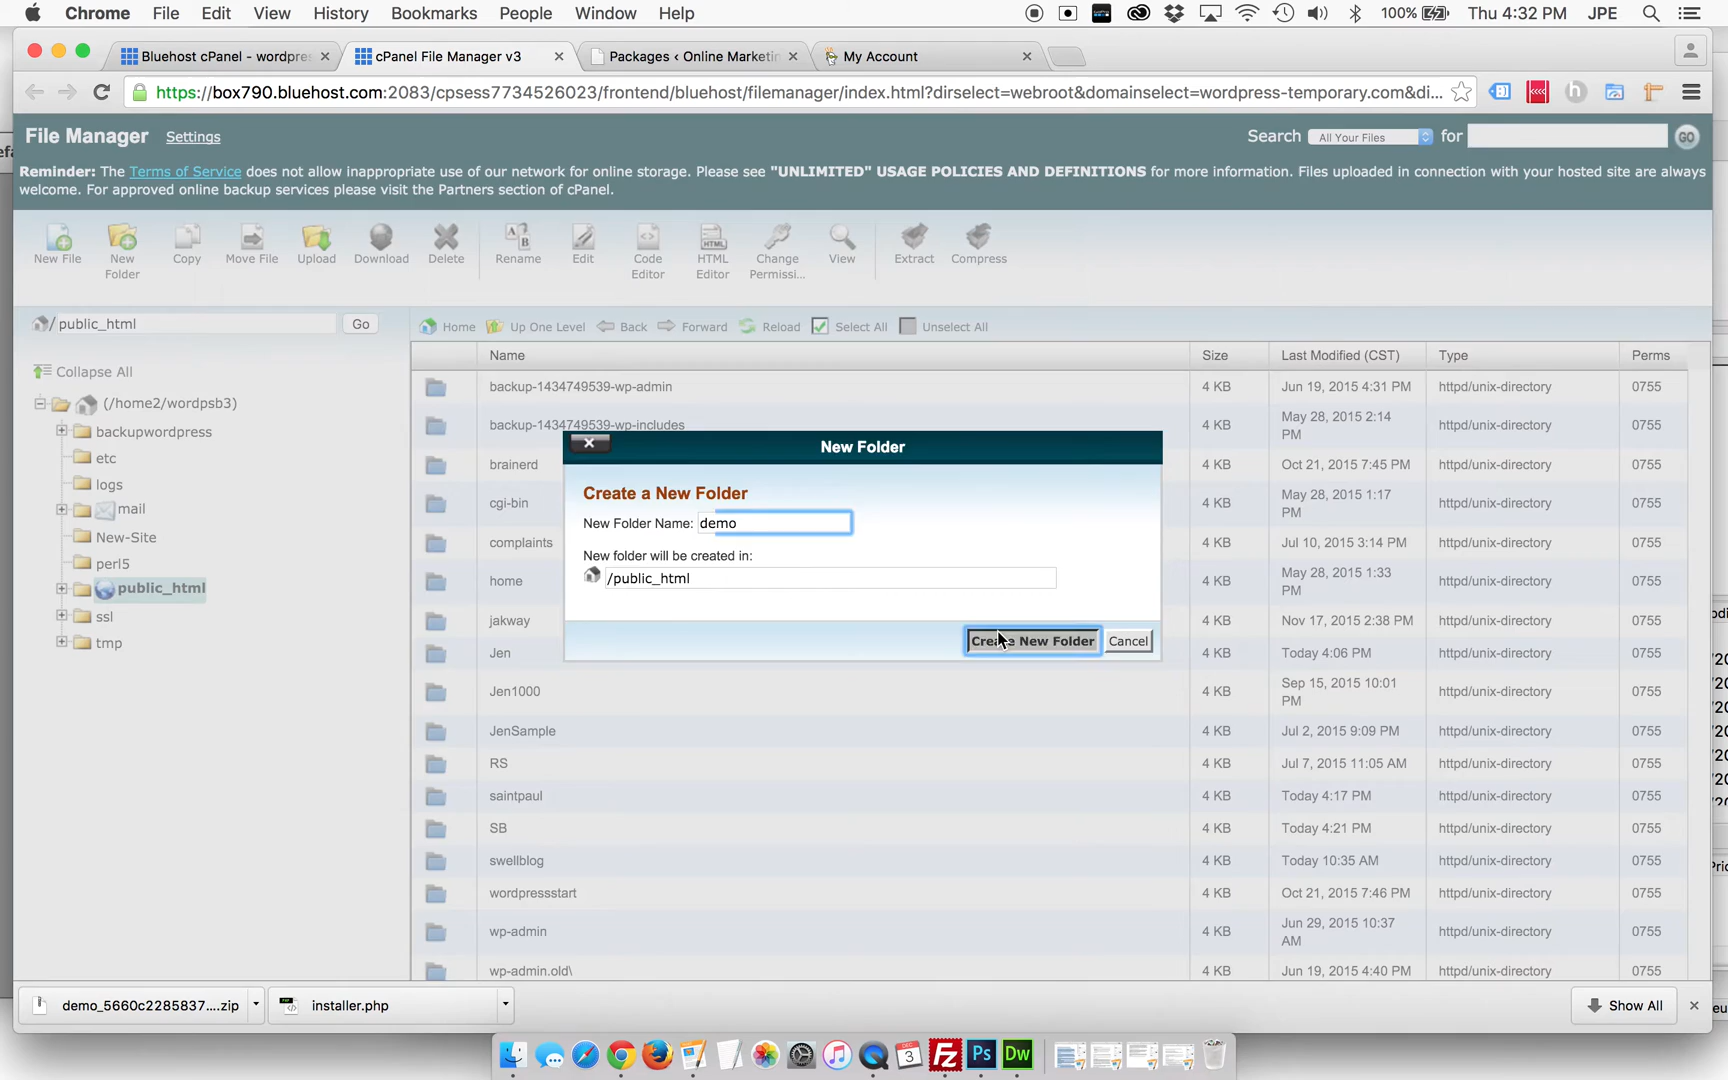 Chrome File Edit View History Bookmarks People Window Help 100% Thu 4:32 PM JPE
Bluehost cPanel - wordpres cPanel File Manager v3 Packages ‹ Online Marketin My Account
https://box790.bluehost.com:2083/cpsess7734526023/frontend/bluehost/filemanager/index.html?dirselect=webroot&domainselect=wordpress-temporary.com&di...
File Manager Settings Search All Your Files for GO
Reminder: The Terms of Service does not allow inappropriate use of our network for online storage. Please see "UNLIMITED" USAGE POLICIES AND DEFINITIONS for more information. Files uploaded in connection with your hosted site are always
welcome. For approved online backup services please visit the Partners section of cPanel.
New File New Folder Copy Move File Upload Download Delete Rename Edit Code Editor HTML Editor Change Permissi... View Extract Compress
/ public_html Go Home Up One Level Back Forward Reload Select All Unselect All
Name Size Last Modified (CST) Type Perms
Collapse All
(/home2/wordpsb3)
backupwordpress
etc
logs
mail
New-Site
perl5
public_html
ssl
tmp
backup-1434749539-wp-admin 4 KB Jun 19, 2015 4:31 PM httpd/unix-directory 0755
backup-1434749539-wp-includes 4 KB May 28, 2015 2:14 PM httpd/unix-directory 0755
brainerd 4 KB Oct 21, 2015 7:45 PM httpd/unix-directory 0755
cgi-bin 4 KB May 28, 2015 1:17 PM httpd/unix-directory 0755
complaints 4 KB Jul 10, 2015 3:14 PM httpd/unix-directory 0755
home 4 KB May 28, 2015 1:33 PM httpd/unix-directory 0755
jakway 4 KB Nov 17, 2015 2:38 PM httpd/unix-directory 0755
Jen 4 KB Today 4:06 PM httpd/unix-directory 0755
Jen1000 4 KB Sep 15, 2015 10:01 PM httpd/unix-directory 0755
JenSample 4 KB Jul 2, 2015 9:09 PM httpd/unix-directory 0755
RS 4 KB Jul 7, 2015 11:05 AM httpd/unix-directory 0755
saintpaul 4 KB Today 4:17 PM httpd/unix-directory 0755
SB 4 KB Today 4:21 PM httpd/unix-directory 0755
swellblog 4 KB Today 10:35 AM httpd/unix-directory 0755
wordpressstart 4 KB Oct 21, 2015 7:46 PM httpd/unix-directory 0755
wp-admin 4 KB Jun 29, 2015 10:37 AM httpd/unix-directory 0755
wp-admin.old\ 4 KB Jun 19, 2015 4:40 PM httpd/unix-directory 0755
New Folder
Create a New Folder
New Folder Name: demo
New folder will be created in:
/public_html
Create New Folder Cancel
demo_5660c2285837....zip installer.php Show All
DEC 3 Fz Ps Dw